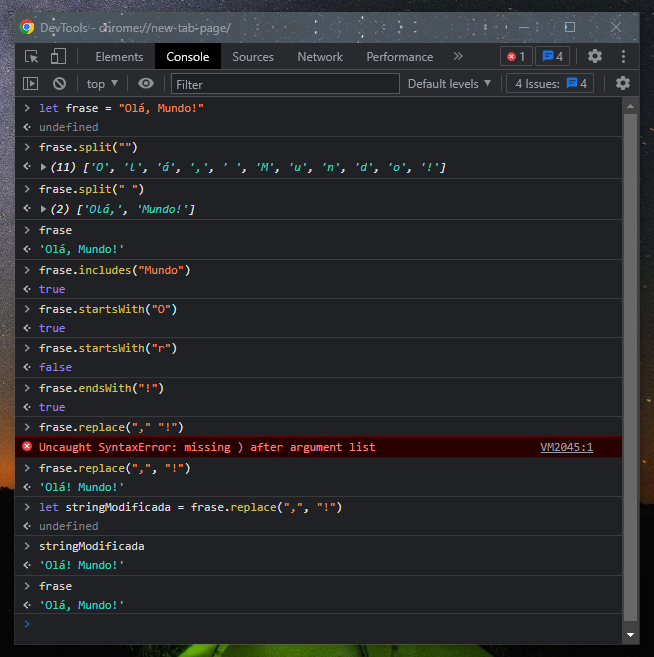 DevTools - chrome://new-tab-page/
Elements Console Sources Network Performance » 1 4
top ▼ Filter Default levels ▼ 4 Issues: 4
> let frase = "Olá, Mundo!"
undefined
> frase.split("")
(11) ['O', 'l', 'á', ',', ' ', 'M', 'u', 'n', 'd', 'o', '!']
> frase.split(" ")
(2) ['Olá,', 'Mundo!']
> frase
'Olá, Mundo!'
> frase.includes("Mundo")
true
> frase.startsWith("O")
true
> frase.startsWith("r")
false
> frase.endsWith("!")
true
> frase.replace("," "!")
Uncaught SyntaxError: missing ) after argument list VM2045:1
> frase.replace(",", "!")
'Olá! Mundo!'
> let stringModificada = frase.replace(",", "!")
undefined
> stringModificada
'Olá! Mundo!'
> frase
'Olá, Mundo!'
>